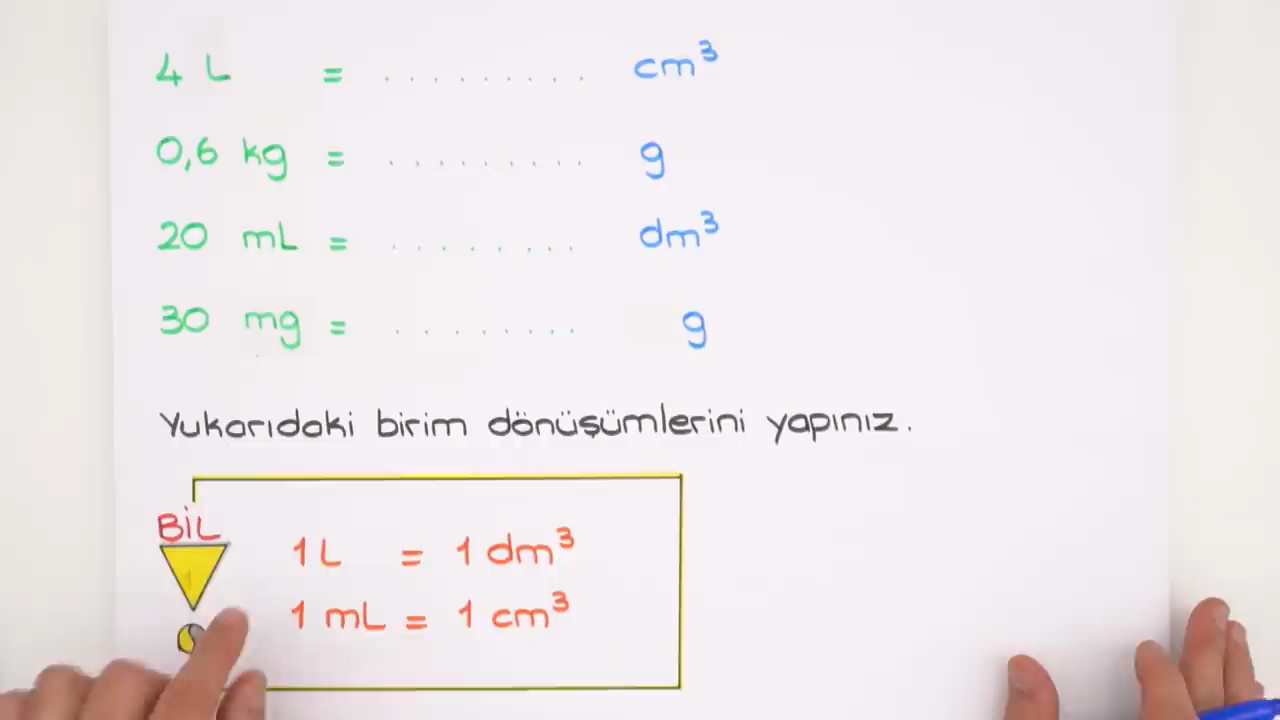 4 L = ......... cm³
0,6 kg = ......... g
20 mL = ........ dm³
30 mg = ........ g
Yukarıdaki birim dönüşümlerini yapınız.
BİL
1 L = 1 dm³
1 mL = 1 cm³